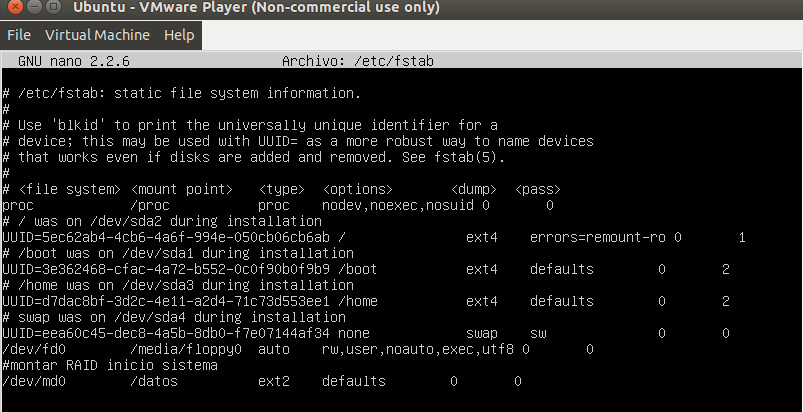 Ubuntu - VMware Player (Non-commercial use only)
File Virtual Machine Help
GNU nano 2.2.6 Archivo: /etc/fstab
# /etc/fstab: static file system information.
#
# Use 'blkid' to print the universally unique identifier for a
# device; this may be used with UUID= as a more robust way to name devices
# that works even if disks are added and removed. See fstab(5).
#
# <file system> <mount point> <type> <options> <dump> <pass>
proc /proc proc nodev,noexec,nosuid 0 0
# / was on /dev/sda2 during installation
UUID=5ec62ab4-4cb6-4a6f-994e-050cb06cb6ab / ext4 errors=remount-ro 0 1
# /boot was on /dev/sda1 during installation
UUID=3e362468-cfac-4a72-b552-0c0f90b0f9b9 /boot ext4 defaults 0 2
# /home was on /dev/sda3 during installation
UUID=d7dac8bf-3d2c-4e11-a2d4-71c73d553ee1 /home ext4 defaults 0 2
# swap was on /dev/sda4 during installation
UUID=eea60c45-dec8-4a5b-8db0-f7e07144af34 none swap sw 0 0
/dev/fd0 /media/floppy0 auto rw,user,noauto,exec,utf8 0 0
#montar RAID inicio sistema
/dev/md0 /datos ext2 defaults 0 0